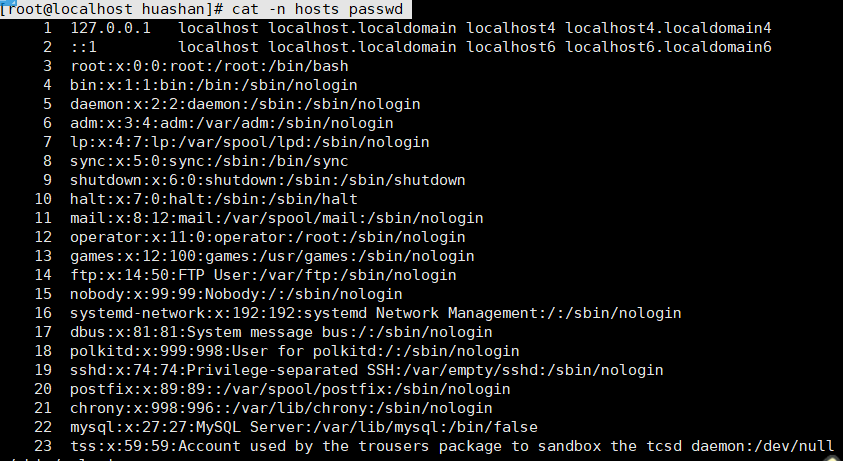 [root@localhost huashan]# cat -n hosts passwd
1 127.0.0.1 localhost localhost.localdomain localhost4 localhost4.localdomain4
2 ::1 localhost localhost.localdomain localhost6 localhost6.localdomain6
3 root:x:0:0:root:/root:/bin/bash
4 bin:x:1:1:bin:/bin:/sbin/nologin
5 daemon:x:2:2:daemon:/sbin:/sbin/nologin
6 adm:x:3:4:adm:/var/adm:/sbin/nologin
7 lp:x:4:7:lp:/var/spool/lpd:/sbin/nologin
8 sync:x:5:0:sync:/sbin:/bin/sync
9 shutdown:x:6:0:shutdown:/sbin:/sbin/shutdown
10 halt:x:7:0:halt:/sbin:/sbin/halt
11 mail:x:8:12:mail:/var/spool/mail:/sbin/nologin
12 operator:x:11:0:operator:/root:/sbin/nologin
13 games:x:12:100:games:/usr/games:/sbin/nologin
14 ftp:x:14:50:FTP User:/var/ftp:/sbin/nologin
15 nobody:x:99:99:Nobody:/:/sbin/nologin
16 systemd-network:x:192:192:systemd Network Management:/:/sbin/nologin
17 dbus:x:81:81:System message bus:/:/sbin/nologin
18 polkitd:x:999:998:User for polkitd:/:/sbin/nologin
19 sshd:x:74:74:Privilege-separated SSH:/var/empty/sshd:/sbin/nologin
20 postfix:x:89:89::/var/spool/postfix:/sbin/nologin
21 chrony:x:998:996::/var/lib/chrony:/sbin/nologin
22 mysql:x:27:27:MySQL Server:/var/lib/mysql:/bin/false
23 tss:x:59:59:Account used by the trousers package to sandbox the tcsd daemon:/dev/null